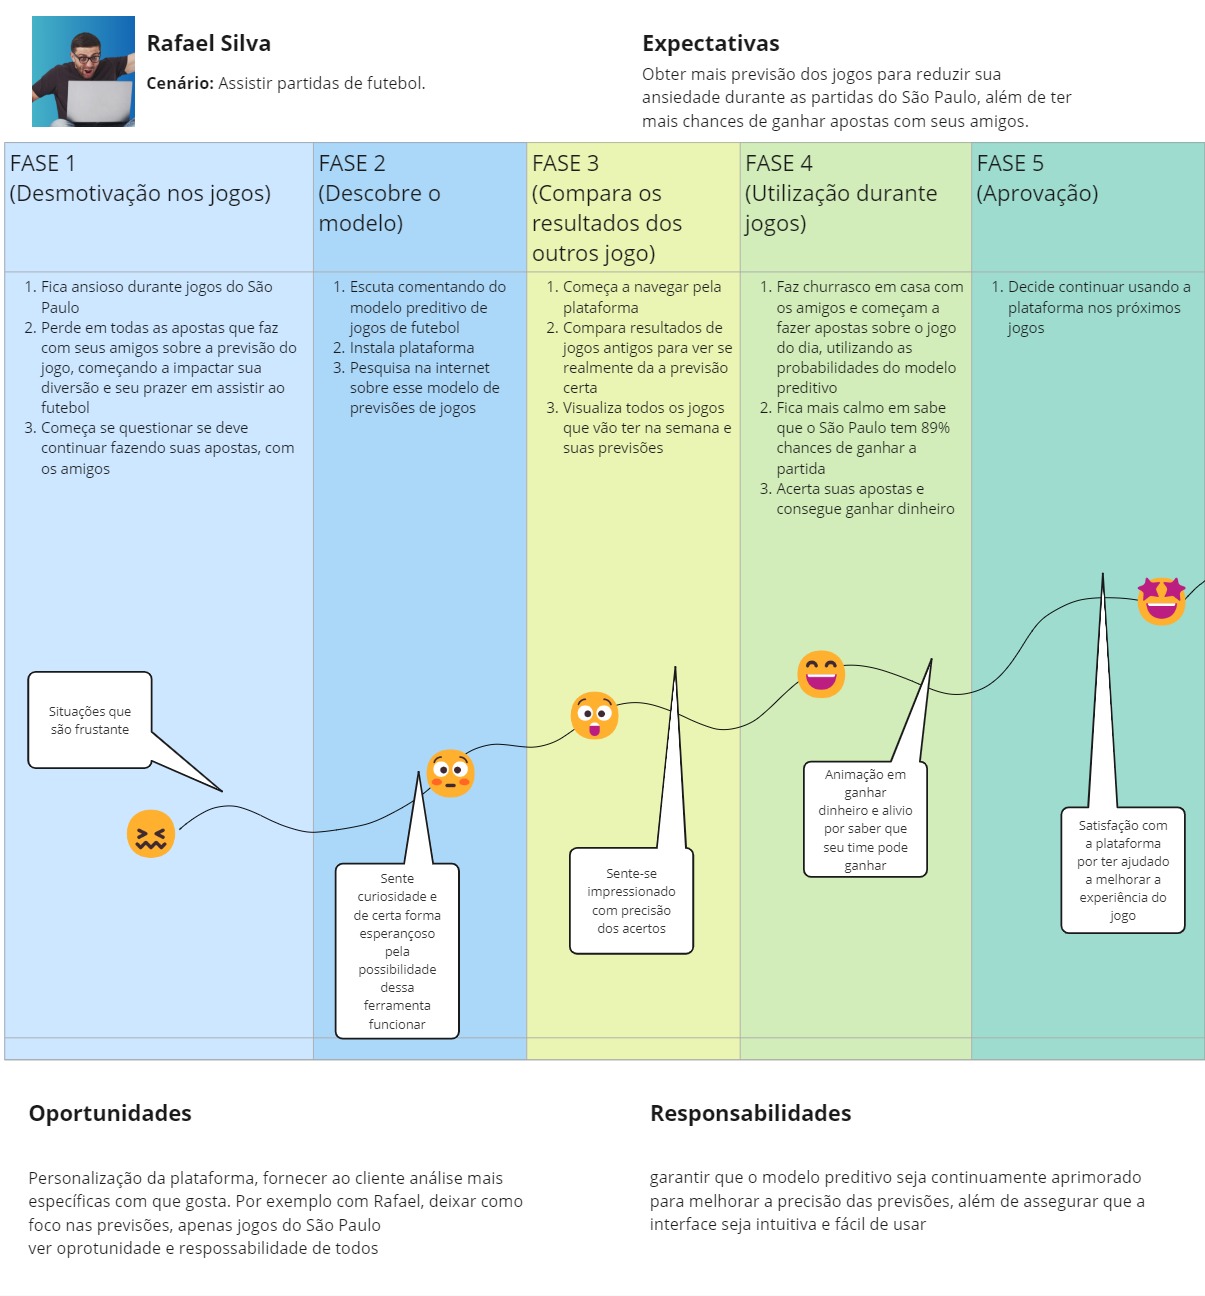 Rafael Silva
Cenário: Assistir partidas de futebol.
Expectativas
Obter mais previsão dos jogos para reduzir sua
ansiedade durante as partidas do São Paulo, além de ter
mais chances de ganhar apostas com seus amigos.
FASE 1
(Desmotivação nos jogos)
FASE 2
(Descobre o
modelo)
FASE 3
(Compara os
resultados dos
outros jogo)
FASE 4
(Utilização durante
jogos)
FASE 5
(Aprovação)
1. Fica ansioso durante jogos do São
Paulo
2. Perde em todas as apostas que faz
com seus amigos sobre a previsão do
jogo, começando a impactar sua
diversão e seu prazer em assistir ao
futebol
3. Começa se questionar se deve
continuar fazendo suas apostas, com
os amigos
1. Escuta comentando do
modelo preditivo de
jogos de futebol
2. Instala plataforma
3. Pesquisa na internet
sobre esse modelo de
previsões de jogos
1. Começa a navegar pela
plataforma
2. Compara resultados de
jogos antigos para ver se
realmente da a previsão
certa
3. Visualiza todos os jogos
que vão ter na semana e
suas previsões
1. Faz churrasco em casa com
os amigos e começam a
fazer apostas sobre o jogo
do dia, utilizando as
probabilidades do modelo
preditivo
2. Fica mais calmo em sabe
que o São Paulo tem 89%
chances de ganhar a
partida
3. Acerta suas apostas e
consegue ganhar dinheiro
1. Decide continuar usando a
plataforma nos próximos
jogos
Situações que
são frustante
Sente
curiosidade e
de certa forma
esperançoso
pela
possibilidade
dessa
ferramenta
funcionar
Sente-se
impressionado
com precisão
dos acertos
Animação em
ganhar
dinheiro e alivio
por saber que
seu time pode
ganhar
Satisfação com
a plataforma
por ter ajudado
a melhorar a
experiência do
jogo
Oportunidades
Personalização da plataforma, fornecer ao cliente análise mais
específicas com que gosta. Por exemplo com Rafael, deixar como
foco nas previsões, apenas jogos do São Paulo
ver oprotunidade e respossabilidade de todos
Responsabilidades
garantir que o modelo preditivo seja continuamente aprimorado
para melhorar a precisão das previsões, além de assegurar que a
interface seja intuitiva e fácil de usar